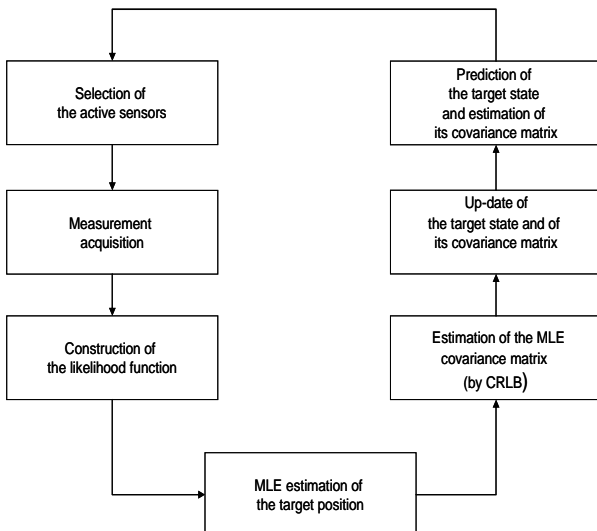 Selection of
the active sensors
Measurement
acquisition
Construction of
the likelihood function
MLE estimation of
the target position
Estimation of the MLE
covariance matrix
(by CRLB)
Up-date of
the target state and of
its covariance matrix
Prediction of
the target state
and estimation of
its covariance matrix